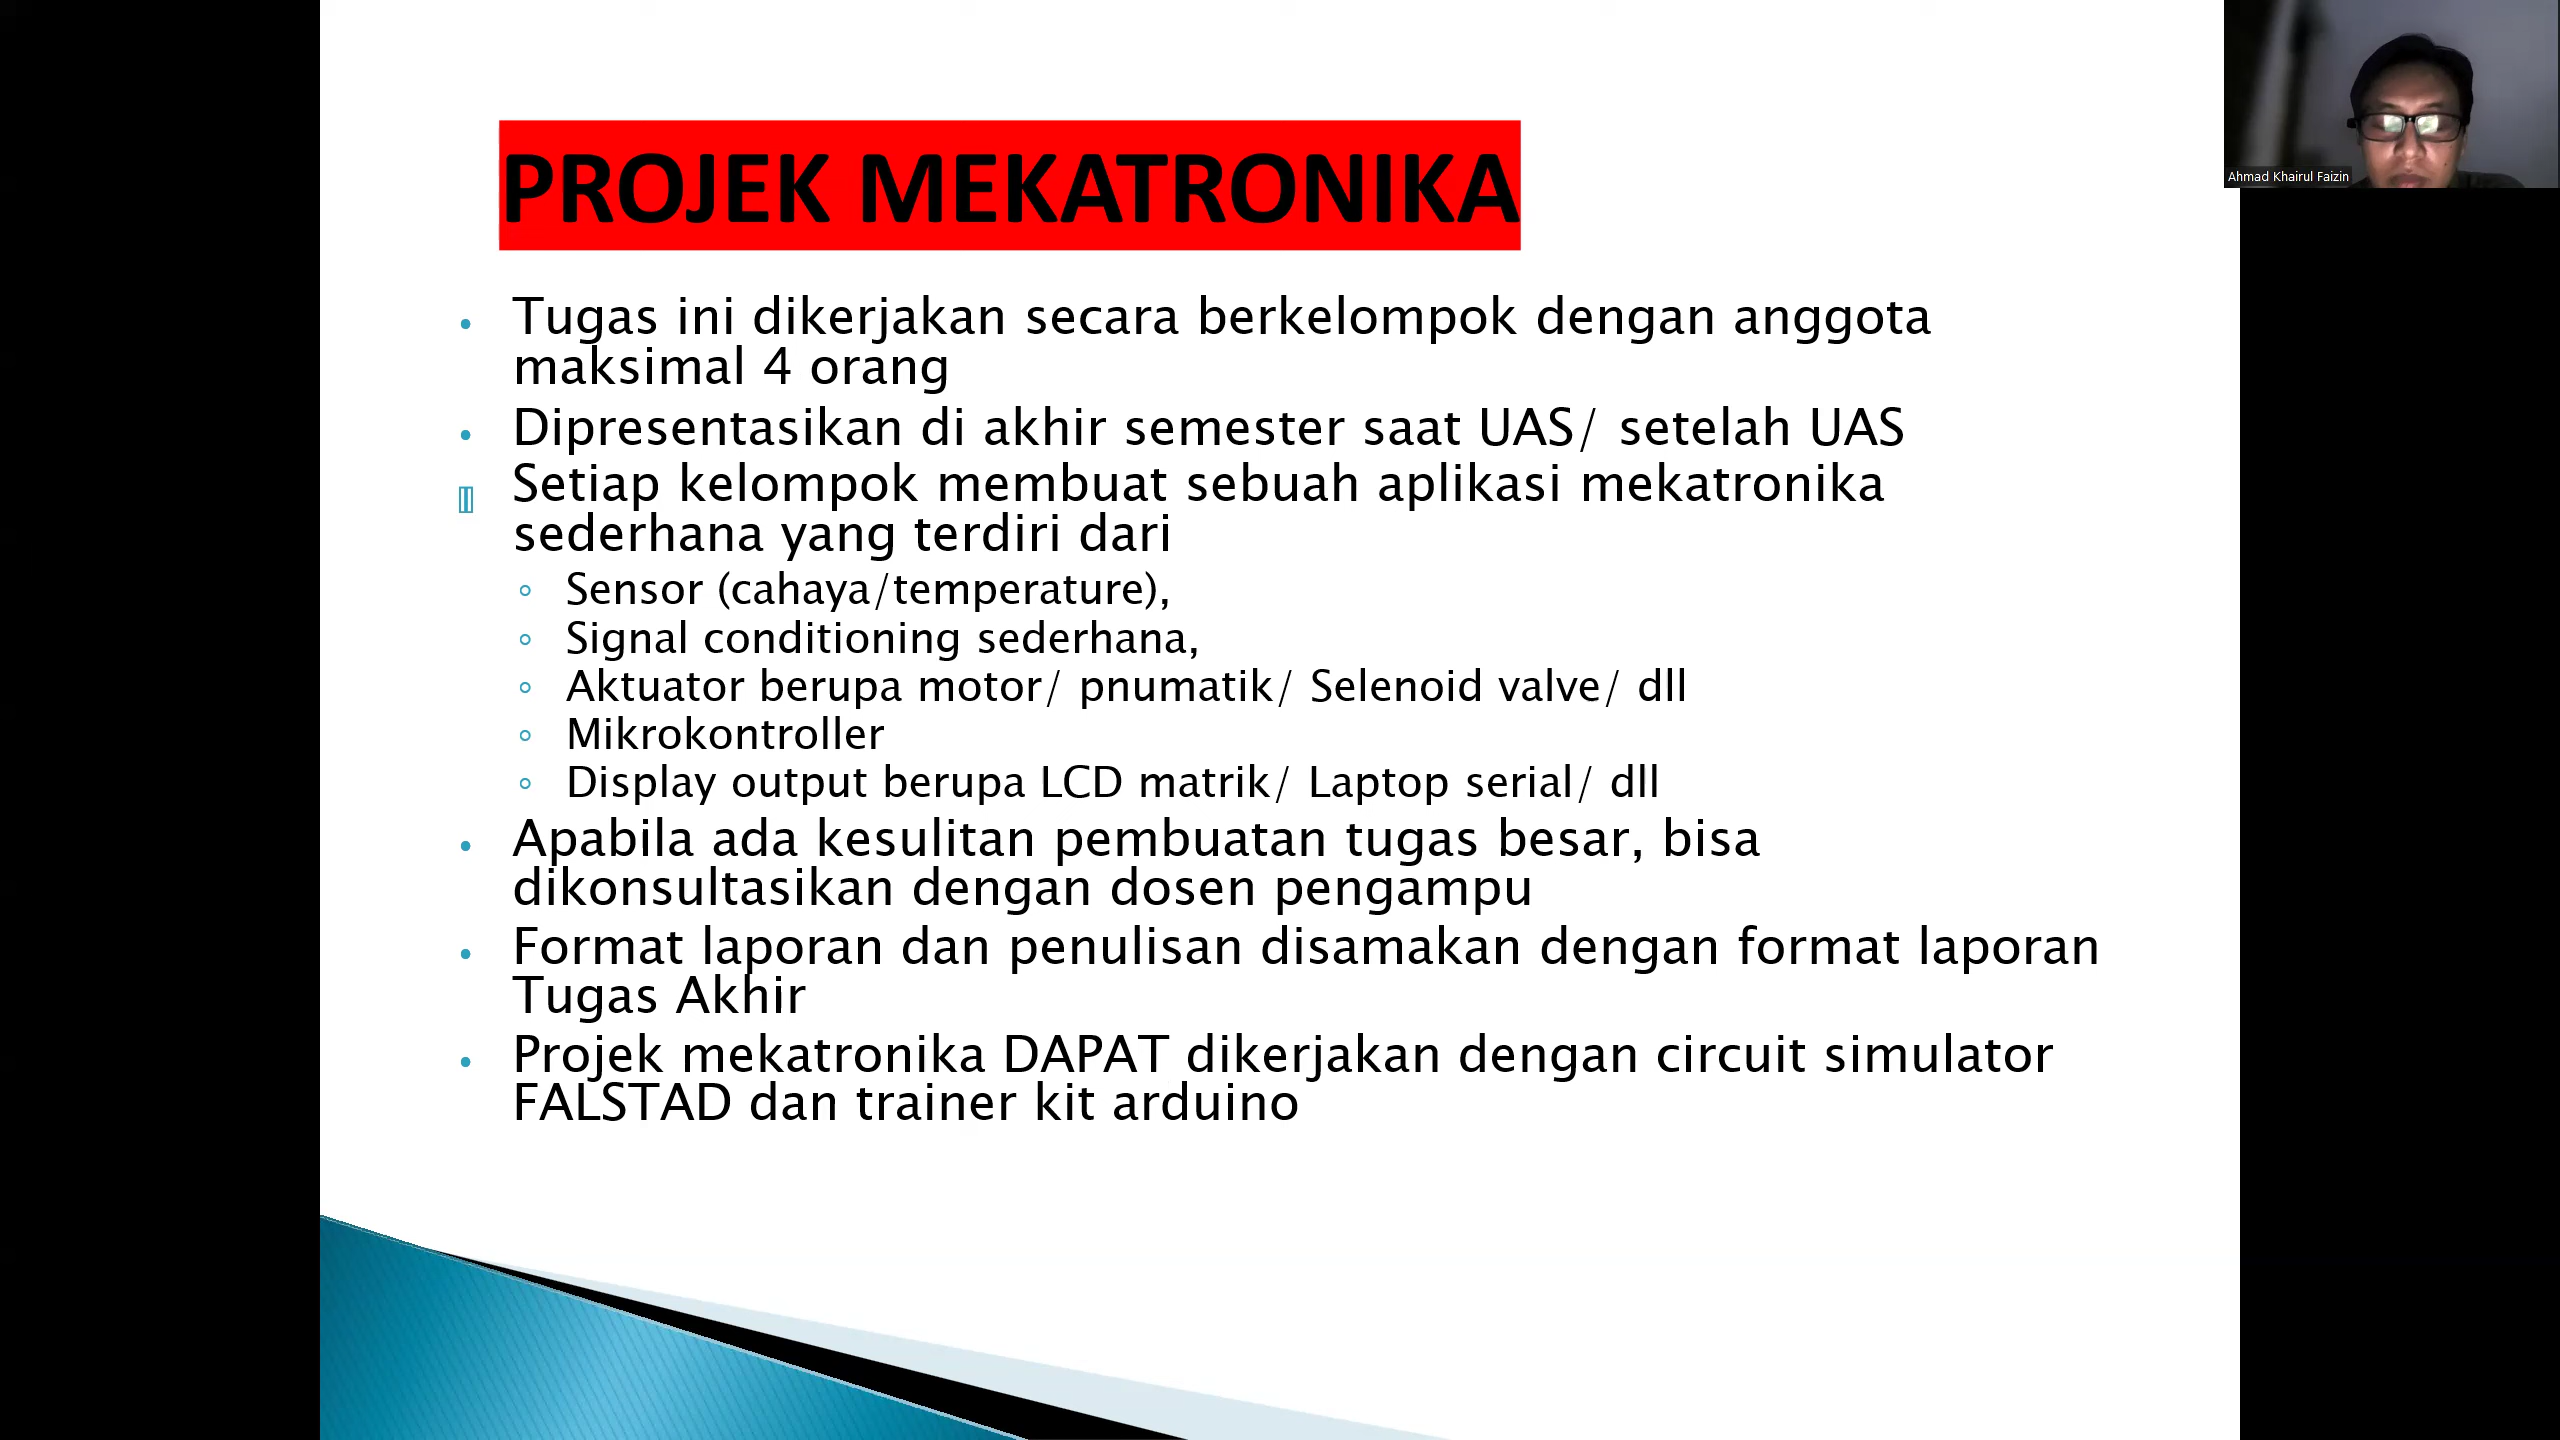 PROJEK MEKATRONIKA
Ahmad Khairul Faizin
Tugas ini dikerjakan secara berkelompok dengan anggota
maksimal 4 orang
Dipresentasikan di akhir semester saat UAS/ setelah UAS
Setiap kelompok membuat sebuah aplikasi mekatronika
sederhana yang terdiri dari
Sensor (cahaya/temperature),
Signal conditioning sederhana,
Aktuator berupa motor/ pnumatik/ Selenoid valve/ dll
Mikrokontroller
Display output berupa LCD matrik/ Laptop serial/ dll
Apabila ada kesulitan pembuatan tugas besar, bisa
dikonsultasikan dengan dosen pengampu
Format laporan dan penulisan disamakan dengan format laporan
Tugas Akhir
Projek mekatronika DAPAT dikerjakan dengan circuit simulator
FALSTAD dan trainer kit arduino